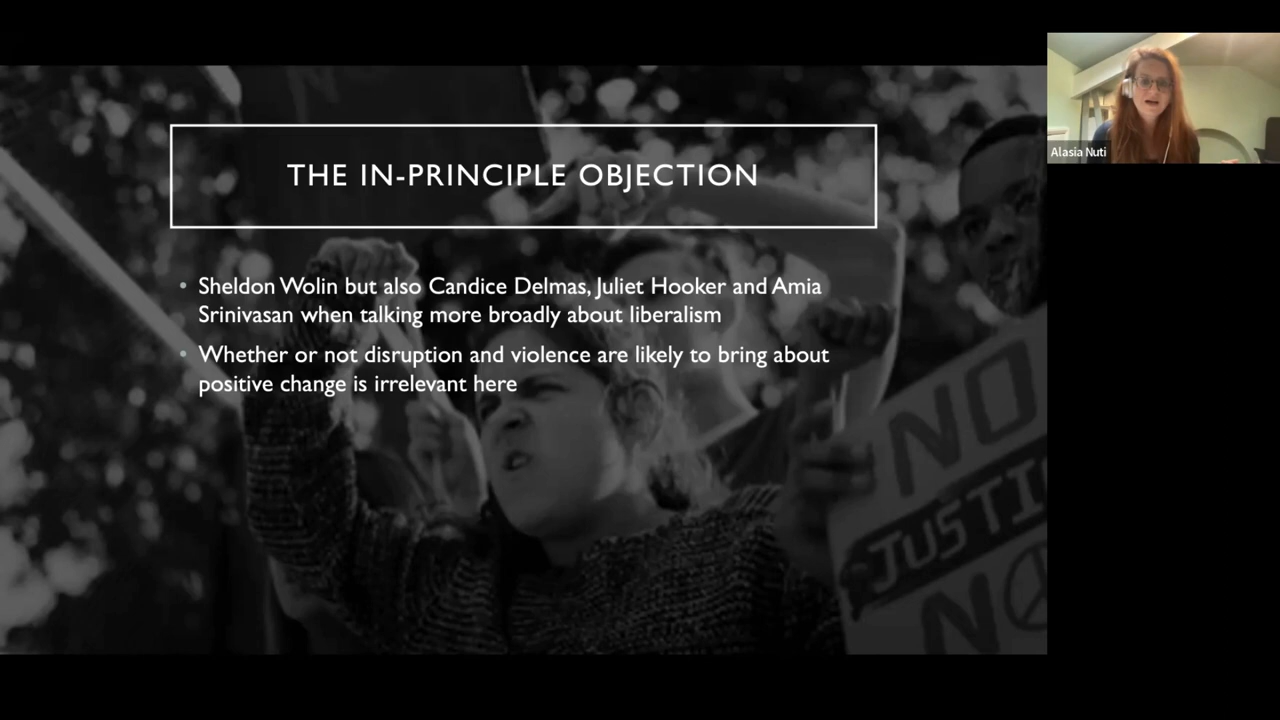 THE IN-PRINCIPLE OBJECTION
Sheldon Wolin but also Candice Delmas, Juliet Hooker and Amia
Srinivasan when talking more broadly about liberalism
Whether or not disruption and violence are likely to bring about
positive change is irrelevant here
Alasia Nuti
NO
JUSTI
NO